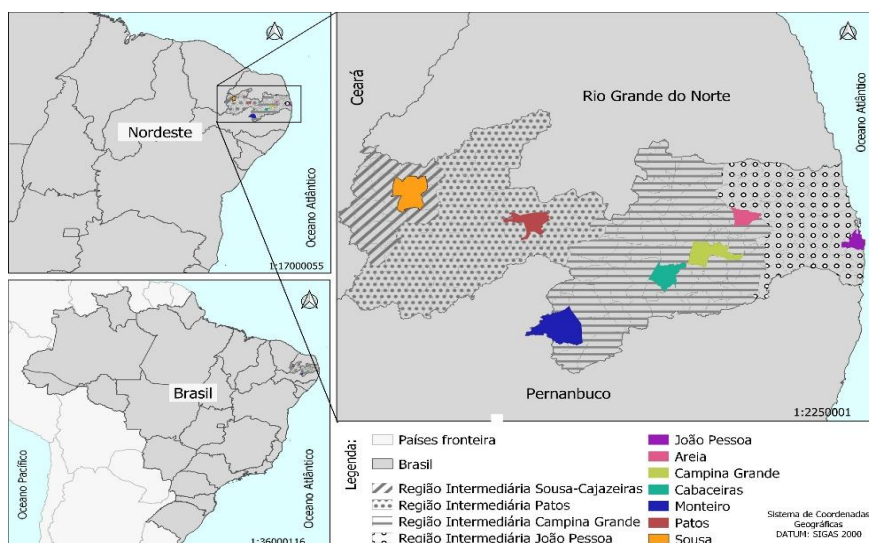 Nordeste
Oceano Atlântico
1:17000055
Brasil
Oceano Pacífico
Oceano Atlântico
1:36000116
Ceará
Rio Grande do Norte
Oceano Atlântico
Pernambuco
1:2250001
Legenda:
Países fronteira
Brasil
Região Intermediária Sousa-Cajazeiras
Região Intermediária Patos
Região Intermediária Campina Grande
Região Intermediária João Pessoa
João Pessoa
Areia
Campina Grande
Cabaceiras
Monteiro
Patos
Sousa
Sistema de Coordenadas
Geográficas
DATUM: SIGAS 2000